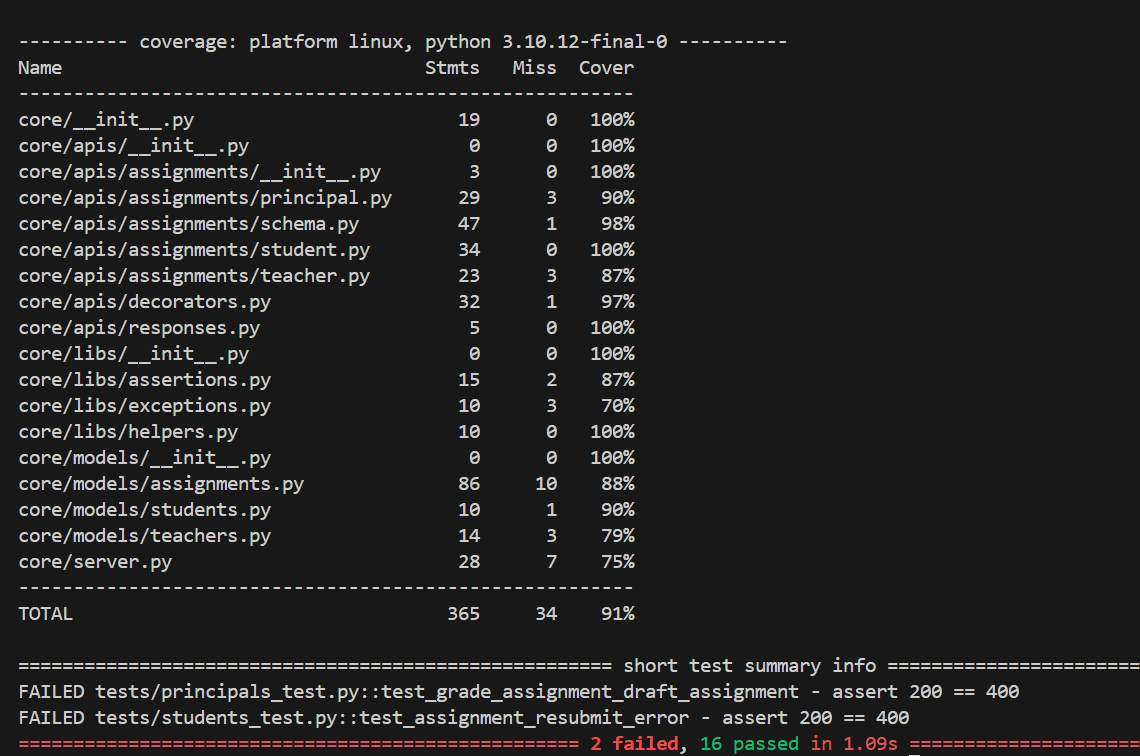 ---------- coverage: platform linux, python 3.10.12-final-0 ----------
Name                                    Stmts   Miss  Cover
--------------------------------------------------------
core/__init__.py                           19      0   100%
core/apis/__init__.py                       0      0   100%
core/apis/assignments/__init__.py           3      0   100%
core/apis/assignments/principal.py         29      3    90%
core/apis/assignments/schema.py            47      1    98%
core/apis/assignments/student.py           34      0   100%
core/apis/assignments/teacher.py           23      3    87%
core/apis/decorators.py                    32      1    97%
core/apis/responses.py                      5      0   100%
core/libs/__init__.py                       0      0   100%
core/libs/assertions.py                    15      2    87%
core/libs/exceptions.py                    10      3    70%
core/libs/helpers.py                       10      0   100%
core/models/__init__.py                     0      0   100%
core/models/assignments.py                 86     10    88%
core/models/students.py                    10      1    90%
core/models/teachers.py                    14      3    79%
core/server.py                             28      7    75%
--------------------------------------------------------
TOTAL                                     365     34    91%
====================================================== short test summary info =======================
FAILED tests/principals_test.py::test_grade_assignment_draft_assignment - assert 200 == 400
FAILED tests/students_test.py::test_assignment_resubmit_error - assert 200 == 400
=================================================== 2 failed, 16 passed in 1.09s =====================